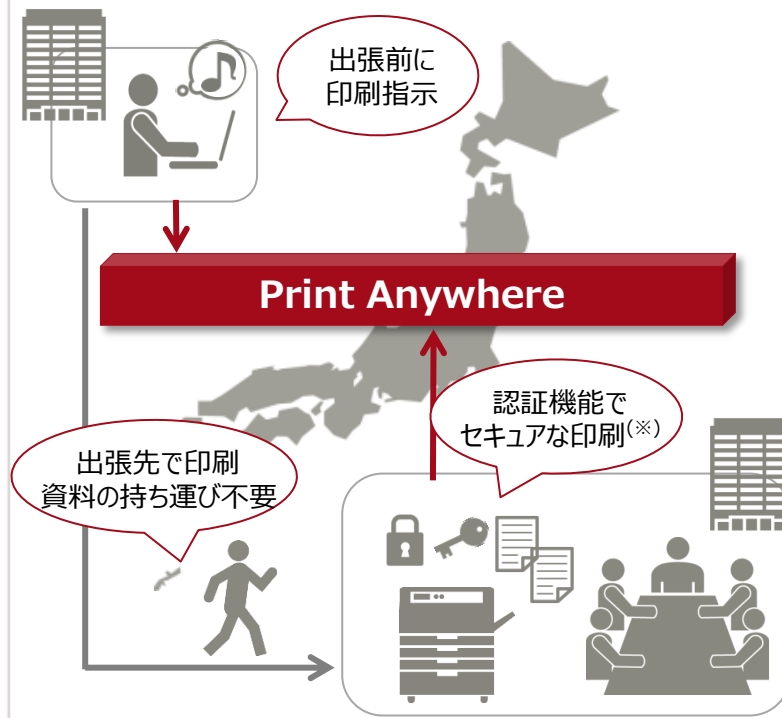 出張前に
印刷指示
Print Anywhere
認証機能で
セキュアな印刷(※)
出張先で印刷
資料の持ち運び不要